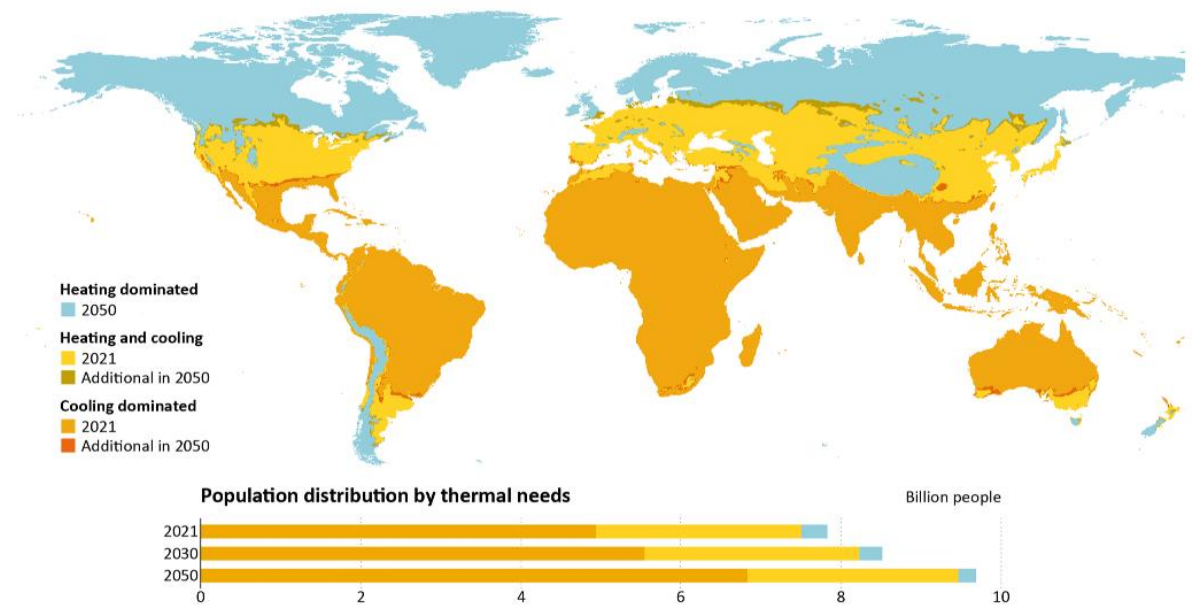 Heating dominated
2050
Heating and cooling
2021
Additional in 2050
Cooling dominated
2021
Additional in 2050
Population distribution by thermal needs
Billion people
2021
2030
2050
0 2 4 6 8 10